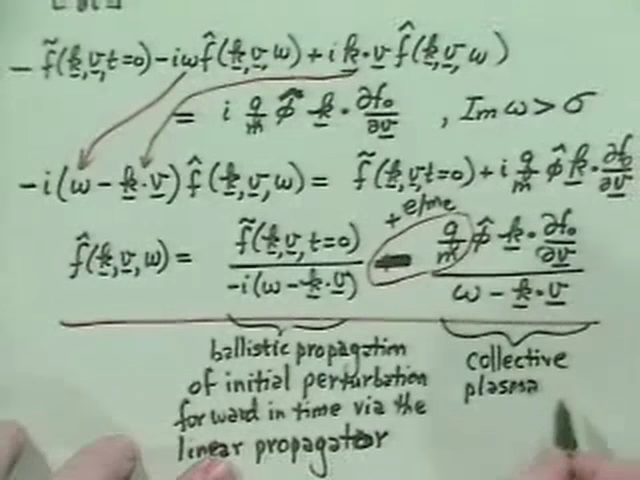 − f̃(k̲,v̲,t=0) − iω f̂(k̲,v̲,ω) + i k̲·v̲ f̂(k̲,v̲,ω)
= i q/m φ̂ k̲·∂f₀/∂v̲ , Im ω > σ
−i(ω − k̲·v̲) f̂(k̲,v̲,ω) = f̃(k̲,v̲,t=0) + i q/m φ̂ k̲·∂f₀/∂v̲
+ e/me
f̂(k̲,v̲,ω) = f̃(k̲,v̲,t=0) / −i(ω − k̲·v̲) − q/m φ̂ k̲·∂f₀/∂v̲ / ω − k̲·v̲
ballistic propagation
of initial perturbation
forward in time via the
linear propagator
collective
plasma